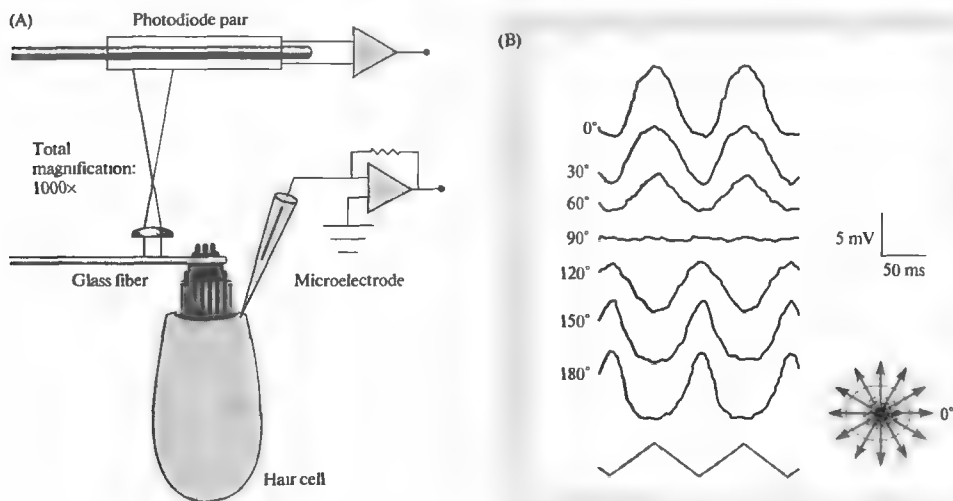 (A)
Photodiode pair
Total
magnification:
1000×
Glass fiber
Microelectrode
Hair cell
(B)
0°
30°
60°
90°
120°
150°
180°
5 mV
50 ms
0°